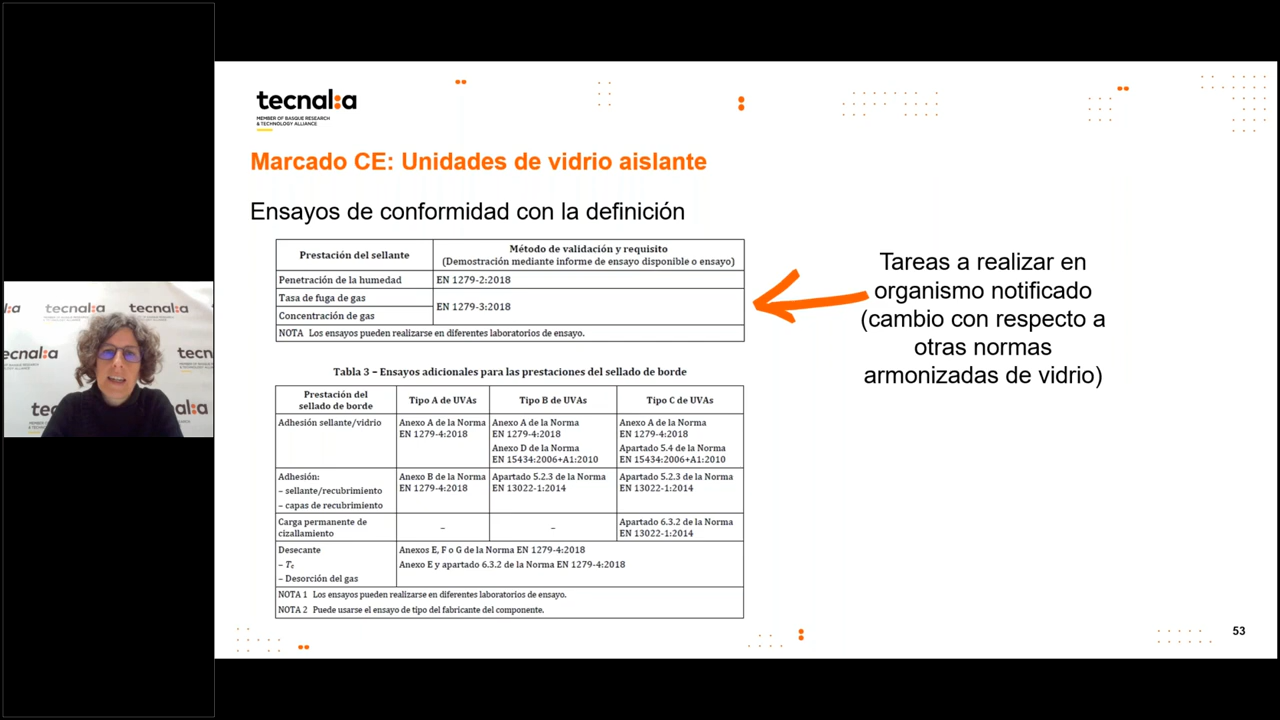 tecnal:a
MEMBER OF BASQUE RESEARCH
& TECHNOLOGY ALLIANCE
Marcado CE: Unidades de vidrio aislante
Ensayos de conformidad con la definición
Prestación del sellante
Método de validación y requisito
(Demostración mediante informe de ensayo disponible o ensayo)
Penetración de la humedad
EN 1279-2:2018
Tasa de fuga de gas
Concentración de gas
EN 1279-3:2018
NOTA Los ensayos pueden realizarse en diferentes laboratorios de ensayo.
Tareas a realizar en
organismo notificado
(cambio con respecto a
otras normas
armonizadas de vidrio)
Tabla 3 – Ensayos adicionales para las prestaciones del sellado de borde
Prestación del
sellado de borde
Tipo A de UVAs
Tipo B de UVAs
Tipo C de UVAs
Adhesión sellante/vidrio
Anexo A de la Norma
EN 1279-4:2018
Anexo A de la Norma
EN 1279-4:2018
Anexo D de la Norma
EN 15434:2006+A1:2010
Anexo A de la Norma
EN 1279-4:2018
Apartado 5.4 de la Norma
EN 15434:2006+A1:2010
Adhesión:
– sellante/recubrimiento
– capas de recubrimiento
Anexo B de la Norma
EN 1279-4:2018
Apartado 5.2.3 de la Norma
EN 13022-1:2014
Apartado 5.2.3 de la Norma
EN 13022-1:2014
Carga permanente de
cizallamiento
–
–
Apartado 6.3.2 de la Norma
EN 13022-1:2014
Desecante
– Tc
– Desorción del gas
Anexos E, F o G de la Norma EN 1279-4:2018
Anexo E y apartado 6.3.2 de la Norma EN 1279-4:2018
NOTA 1 Los ensayos pueden realizarse en diferentes laboratorios de ensayo.
NOTA 2 Puede usarse el ensayo de tipo del fabricante del componente.
53
tecnal:a
tecnal:a